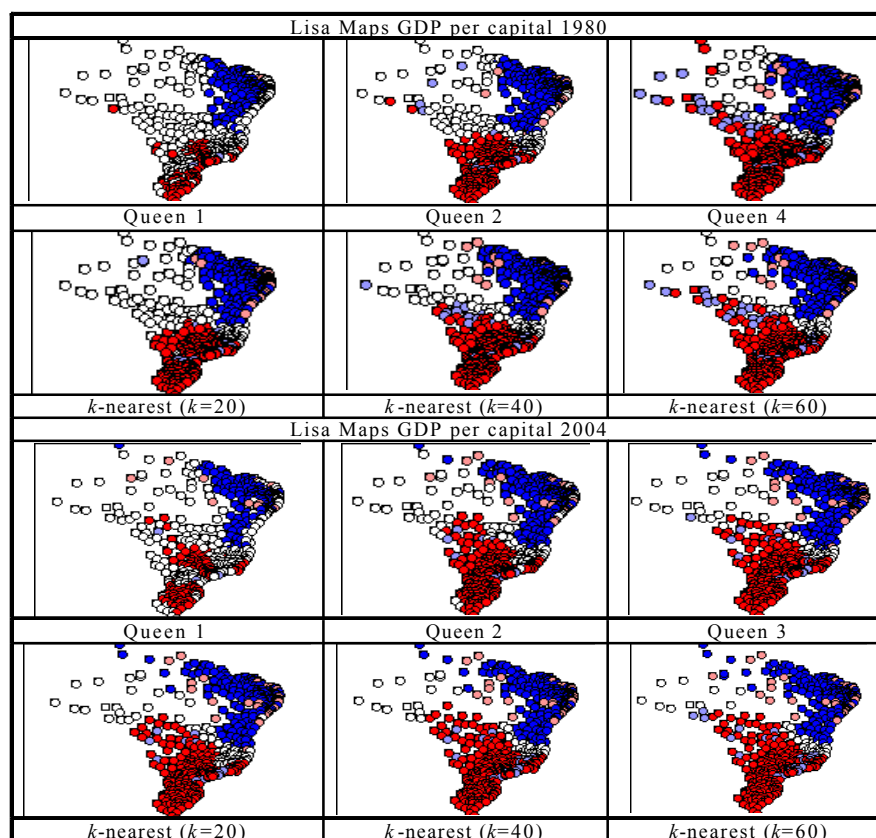 Lisa Maps GDP per capital 1980
Queen 1 Queen 2 Queen 4
k-nearest (k=20) k-nearest (k=40) k-nearest (k=60)
Lisa Maps GDP per capital 2004
Queen 1 Queen 2 Queen 3
k-nearest (k=20) k-nearest (k=40) k-nearest (k=60)